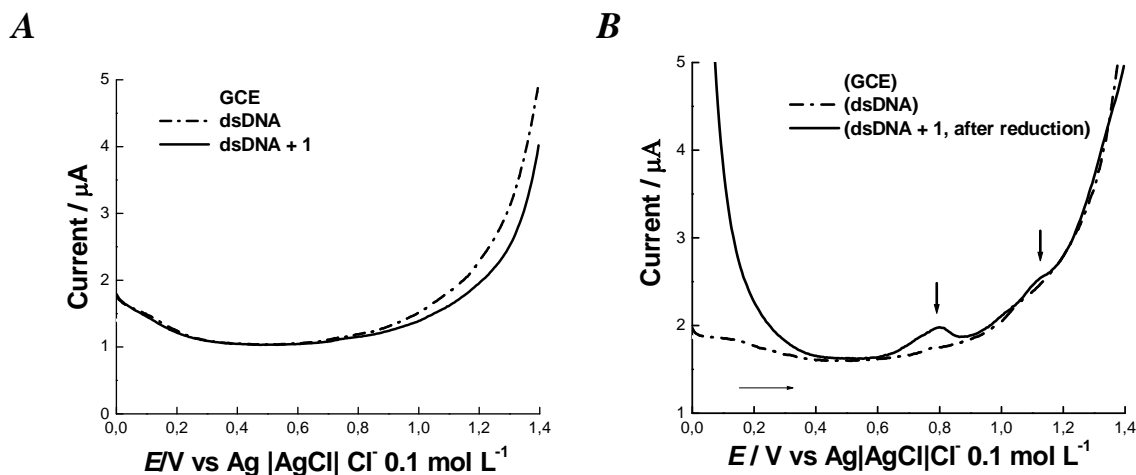 A
5
4
3
2
1
0
Current / μA
GCE
dsDNA
dsDNA + 1
0,0 0,2 0,4 0,6 0,8 1,0 1,2 1,4
E/V vs Ag |AgCl| Cl⁻ 0.1 mol L⁻¹
B
5
4
3
2
1
Current / μA
(GCE)
(dsDNA)
(dsDNA + 1, after reduction)
0,0 0,2 0,4 0,6 0,8 1,0 1,2 1,4
E / V vs Ag|AgCl|Cl⁻ 0.1 mol L⁻¹